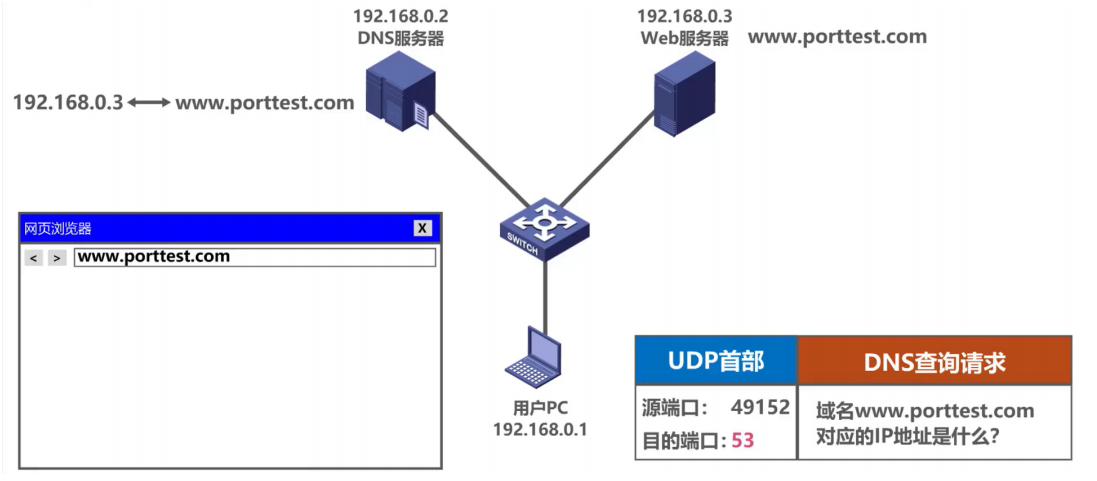 192.168.0.2
DNS服务器
192.168.0.3
Web服务器
www.porttest.com
192.168.0.3
www.porttest.com
SWITCH
网页浏览器
X
<
>
www.porttest.com
用户PC
192.168.0.1
UDP首部
DNS查询请求
源端口： 49152
目的端口：53
域名www.porttest.com
对应的IP地址是什么？